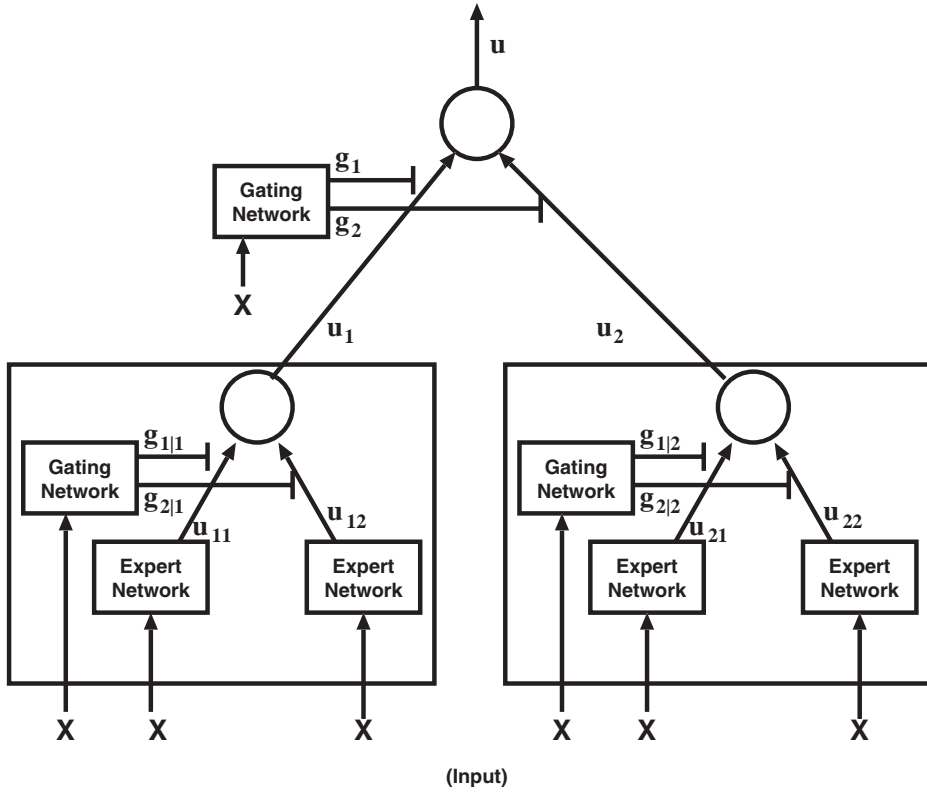 u
g1
Gating
Network
g2
X
u1
u2
g1|1
Gating
Network
g2|1
u11
u12
Expert
Network
Expert
Network
g1|2
Gating
Network
g2|2
u21
u22
Expert
Network
Expert
Network
X X X X X X
(Input)